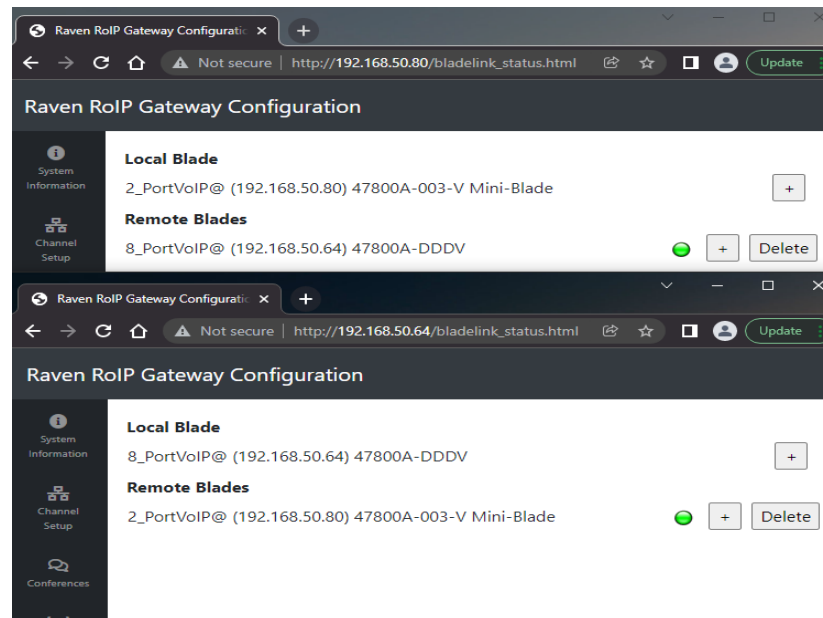 Raven RoIP Gateway Configuratic
Not secure | http://192.168.50.80/bladelink_status.html Update
Raven RoIP Gateway Configuration
System
Information
Channel
Setup
Local Blade
2_PortVoIP@ (192.168.50.80) 47800A-003-V Mini-Blade +
Remote Blades
8_PortVoIP@ (192.168.50.64) 47800A-DDDV + Delete
Raven RoIP Gateway Configuratic
Not secure | http://192.168.50.64/bladelink_status.html Update
Raven RoIP Gateway Configuration
System
Information
Channel
Setup
Conferences
Local Blade
8_PortVoIP@ (192.168.50.64) 47800A-DDDV +
Remote Blades
2_PortVoIP@ (192.168.50.80) 47800A-003-V Mini-Blade + Delete